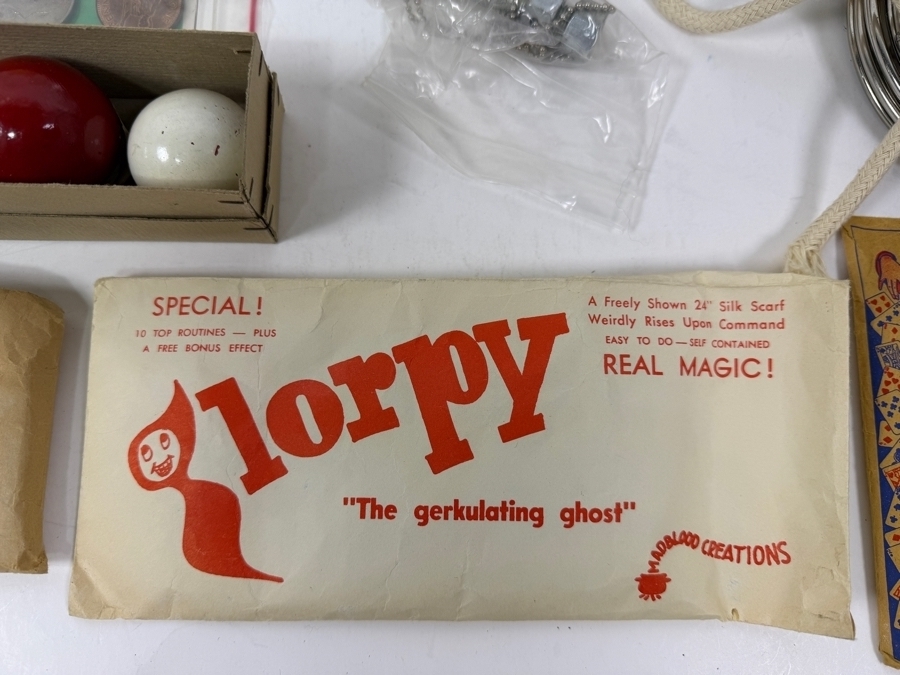 SPECIAL!
10 TOP ROUTINES — PLUS
A FREE BONUS EFFECT
A Freely Shown 24" Silk Scarf
Weirdly Rises Upon Command
EASY TO DO — SELF CONTAINED
REAL MAGIC!
lorpy
"The gerkulating ghost"
MADBLOOD CREATIONS